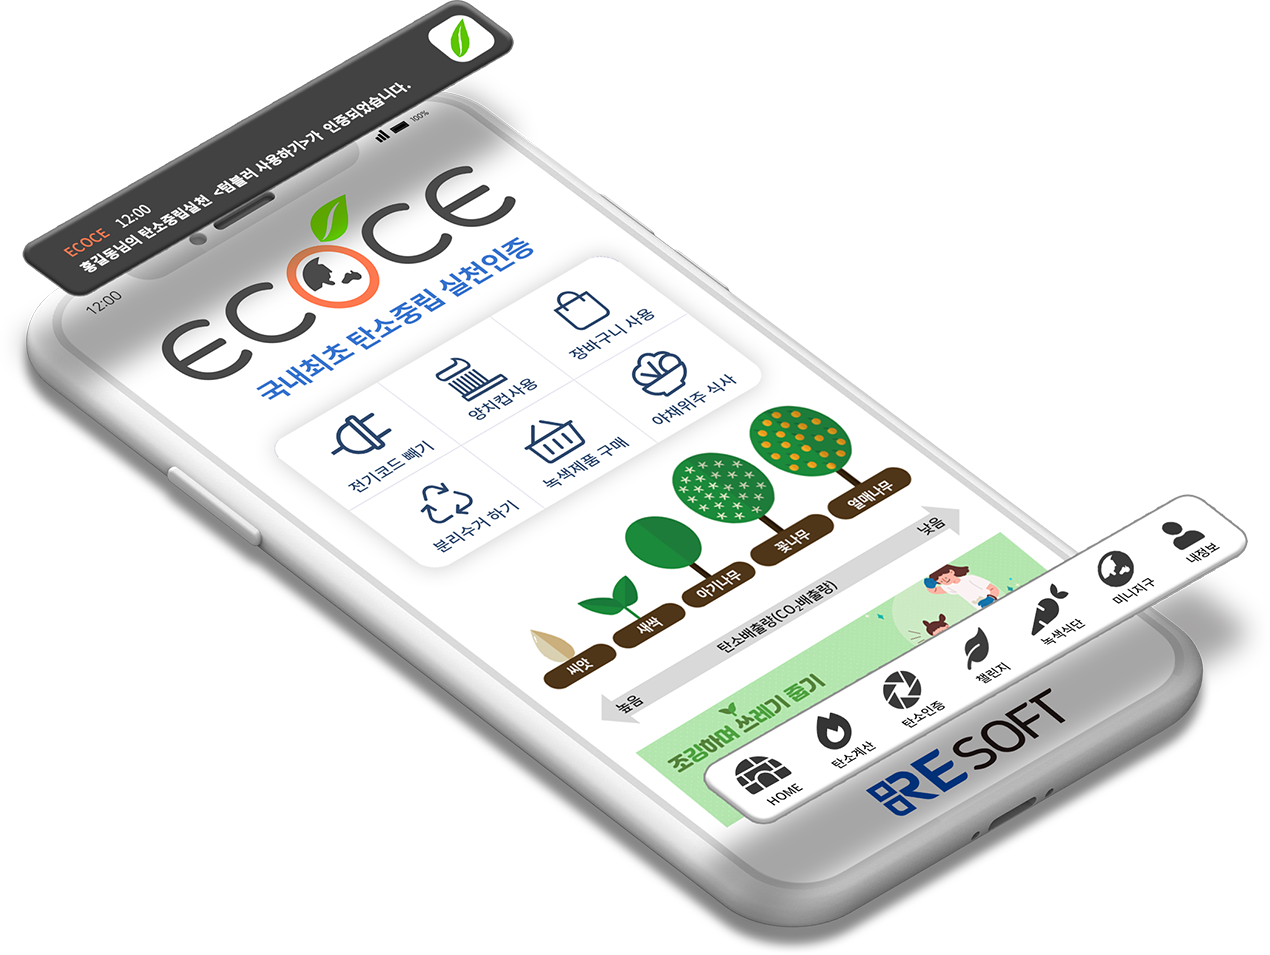 ECOCE 12:00
홍길동님의 탄소중립실천 <텀블러 사용하기>가 인증되었습니다.
12:00
100%
ECOCE
국내최초 탄소중립 실천인증
전기코드 빼기
양치컵사용
장바구니 사용
분리수거 하기
녹색제품 구매
야채위주 식사
씨앗
새싹
아기나무
꽃나무
열매나무
높음
탄소배출량(CO₂배출량)
낮음
조깅하며 쓰레기 줍기
HOME
탄소계산
탄소인증
챌린지
녹색식단
미니지구
내정보
RESOFT